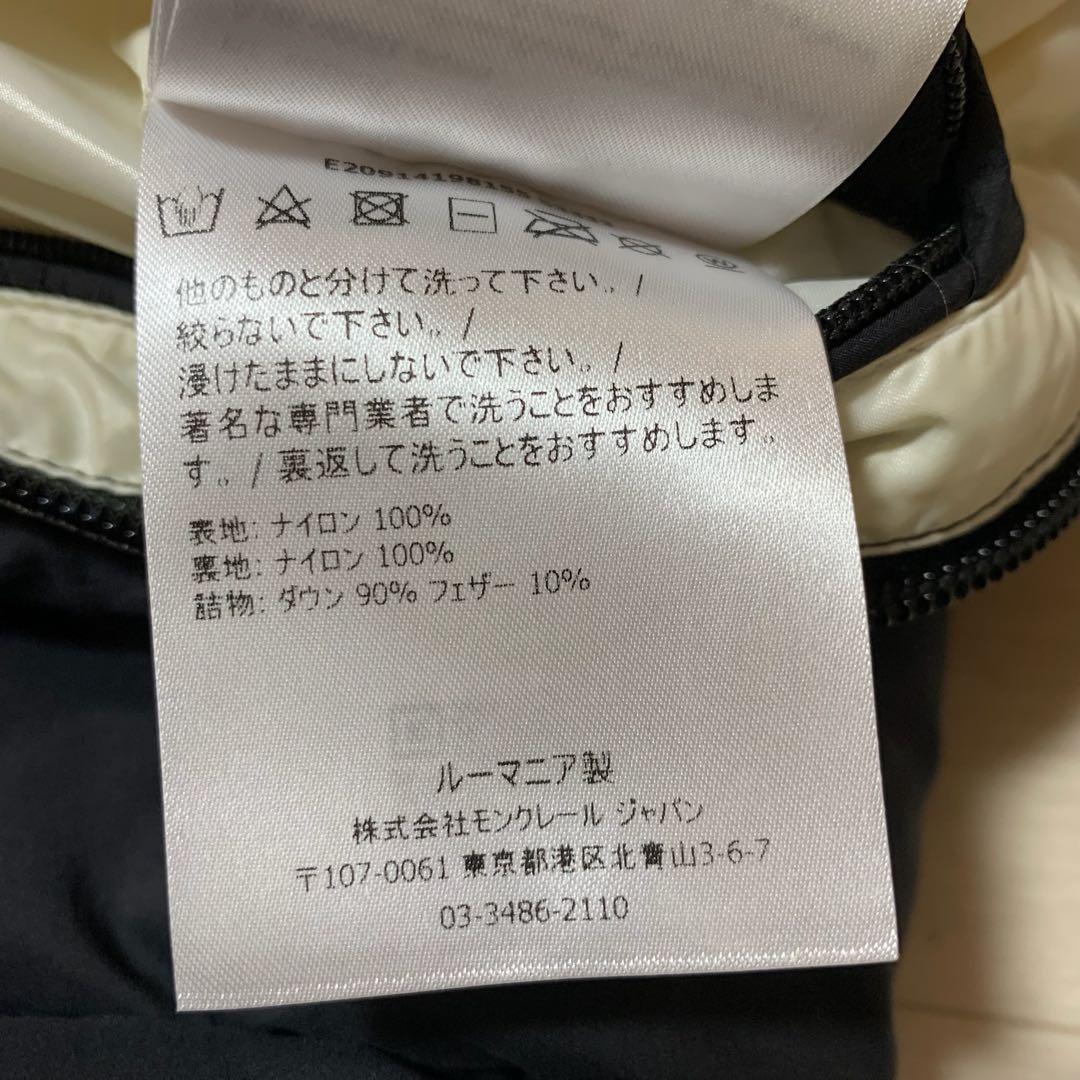 他のものと分けて洗って下さい。/
絞らないで下さい。/
浸けたままにしないで下さい。/
著名な専門業者で洗うことをおすすめしま
す。/ 裏返して洗うことをおすすめします。
表地: ナイロン 100%
裏地: ナイロン 100%
詰物: ダウン 90% フェザー 10%
ルーマニア製
株式会社モンクレール ジャパン
〒107-0061 東京都港区北青山3-6-7
03-3486-2110